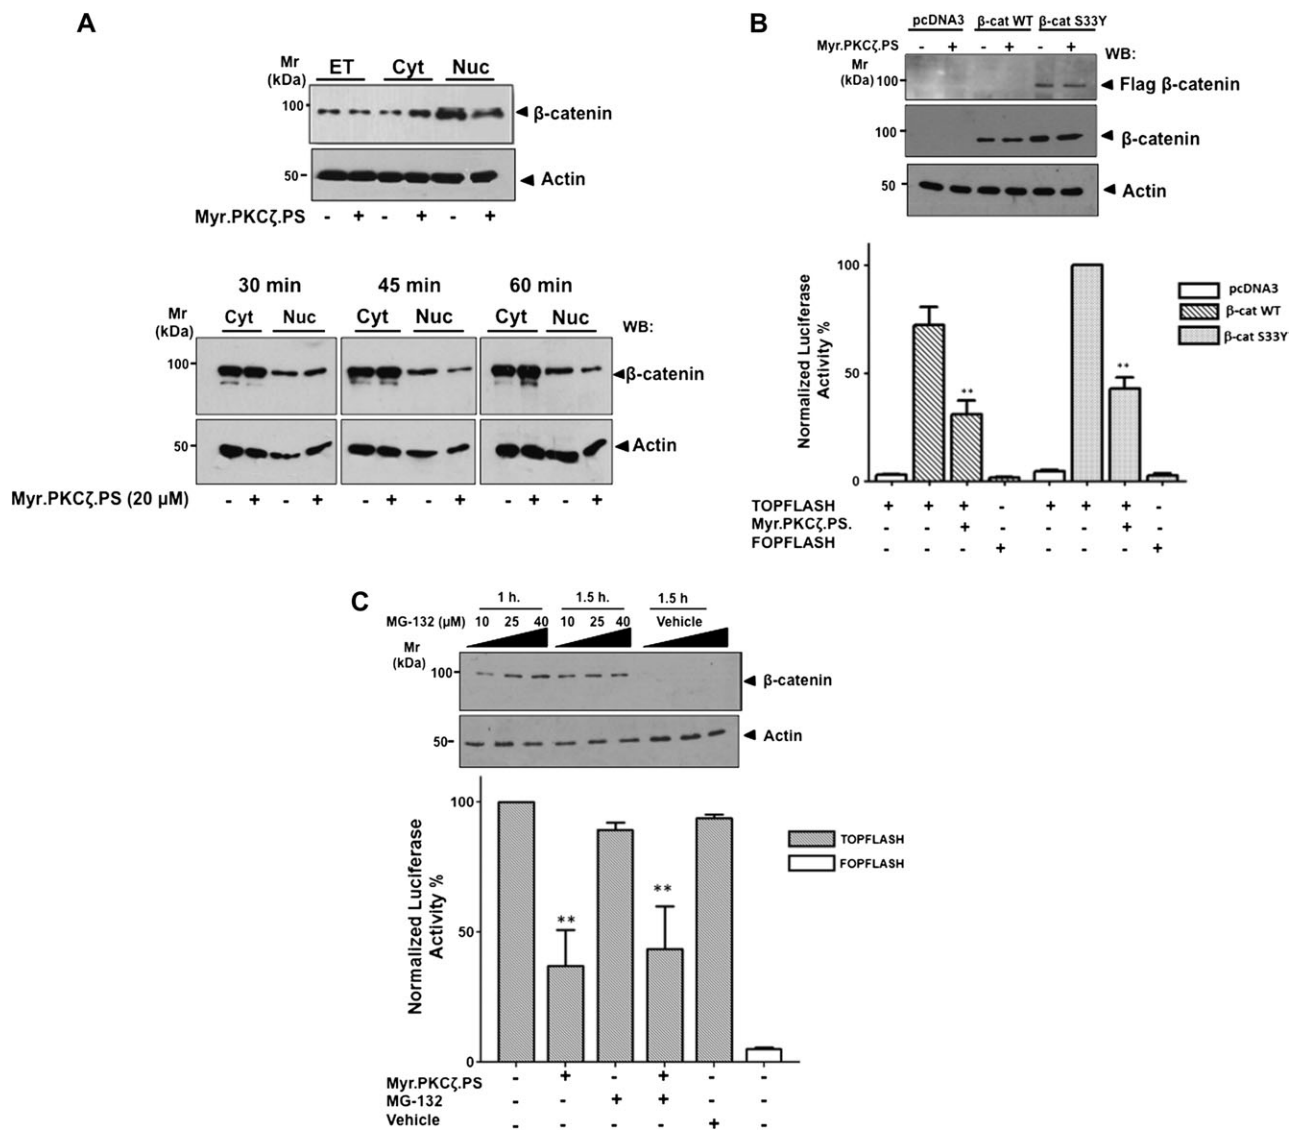 A
Mr
(kDa)
ET Cyt Nuc
100
β-catenin
50
Actin
Myr.PKCζ.PS - + - + - +
30 min 45 min 60 min
Mr
(kDa)
Cyt Nuc Cyt Nuc Cyt Nuc WB:
100
β-catenin
50
Actin
Myr.PKCζ.PS (20 µM) - + - + - + - + - + - +
B
pcDNA3 β-cat WT β-cat S33Y
Myr.PKCζ.PS - + - + - + WB:
Mr
(kDa) 100
Flag β-catenin
100
β-catenin
50
Actin
Normalized Luciferase
Activity %
100
50
0
** **
pcDNA3
β-cat WT
β-cat S33Y
TOPFLASH + + + - + + + -
Myr.PKCζ.PS. - - + - - - + -
FOPFLASH - - - + - - - +
C
1 h. 1.5 h. 1.5 h
MG-132 (µM) 10 25 40 10 25 40 Vehicle
Mr
(kDa)
100
β-catenin
50
Actin
Normalized Luciferase
Activity %
100
50
0
** **
TOPFLASH
FOPFLASH
Myr.PKCζ.PS - + - + - -
MG-132 - - + + - -
Vehicle - - - - + -